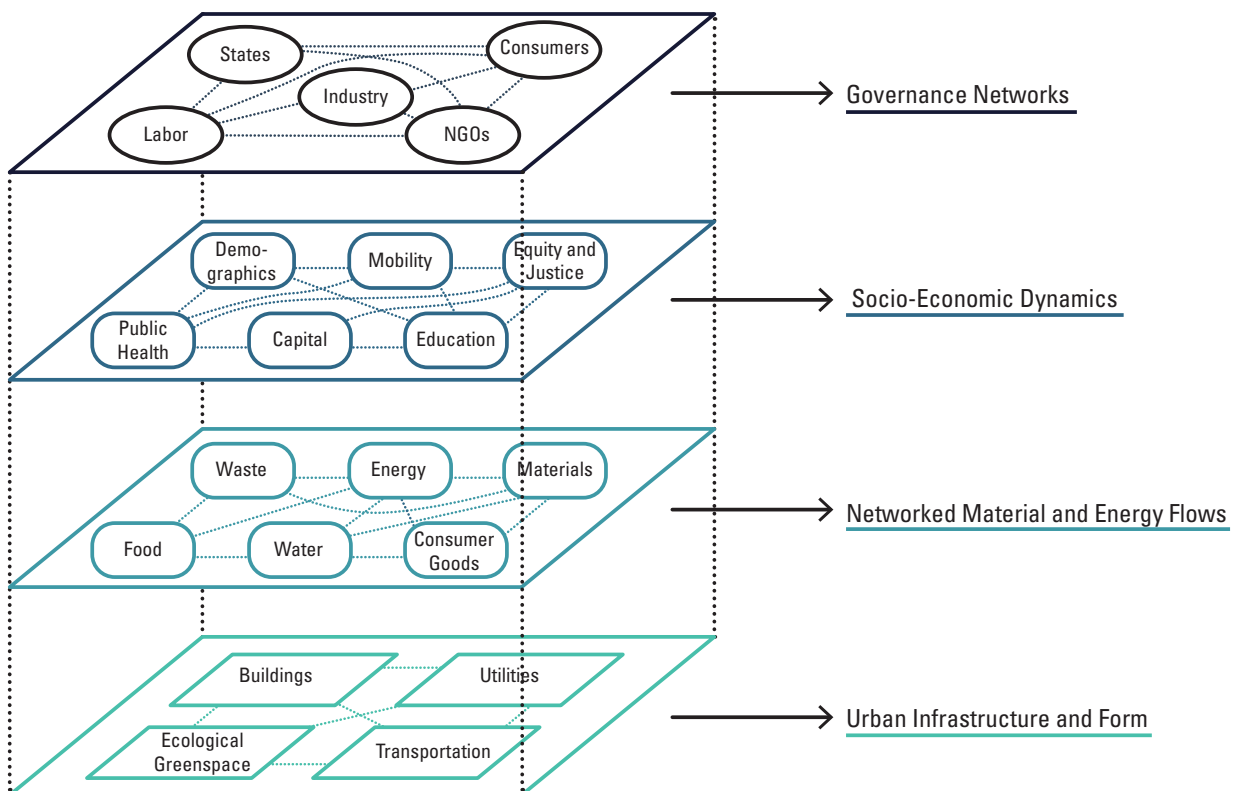 States
Consumers
Industry
Labor
NGOs
Governance Networks
Demo-
graphics
Mobility
Equity and
Justice
Public
Health
Capital
Education
Socio-Economic Dynamics
Waste
Energy
Materials
Food
Water
Consumer
Goods
Networked Material and Energy Flows
Buildings
Utilities
Ecological
Greenspace
Transportation
Urban Infrastructure and Form